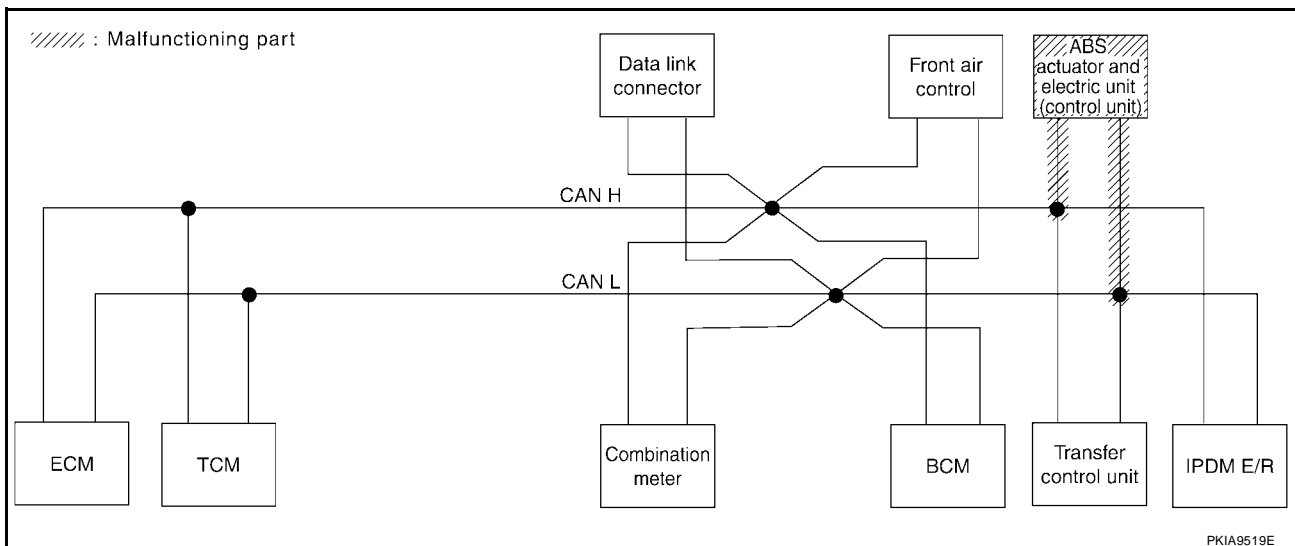 : Malfunctioning part
Data link
connector
Front air
control
ABS
actuator and
electric unit
(control unit)
CAN H
CAN L
ECM
TCM
Combination
meter
BCM
Transfer
control unit
IPDM E/R
PKIA9519E